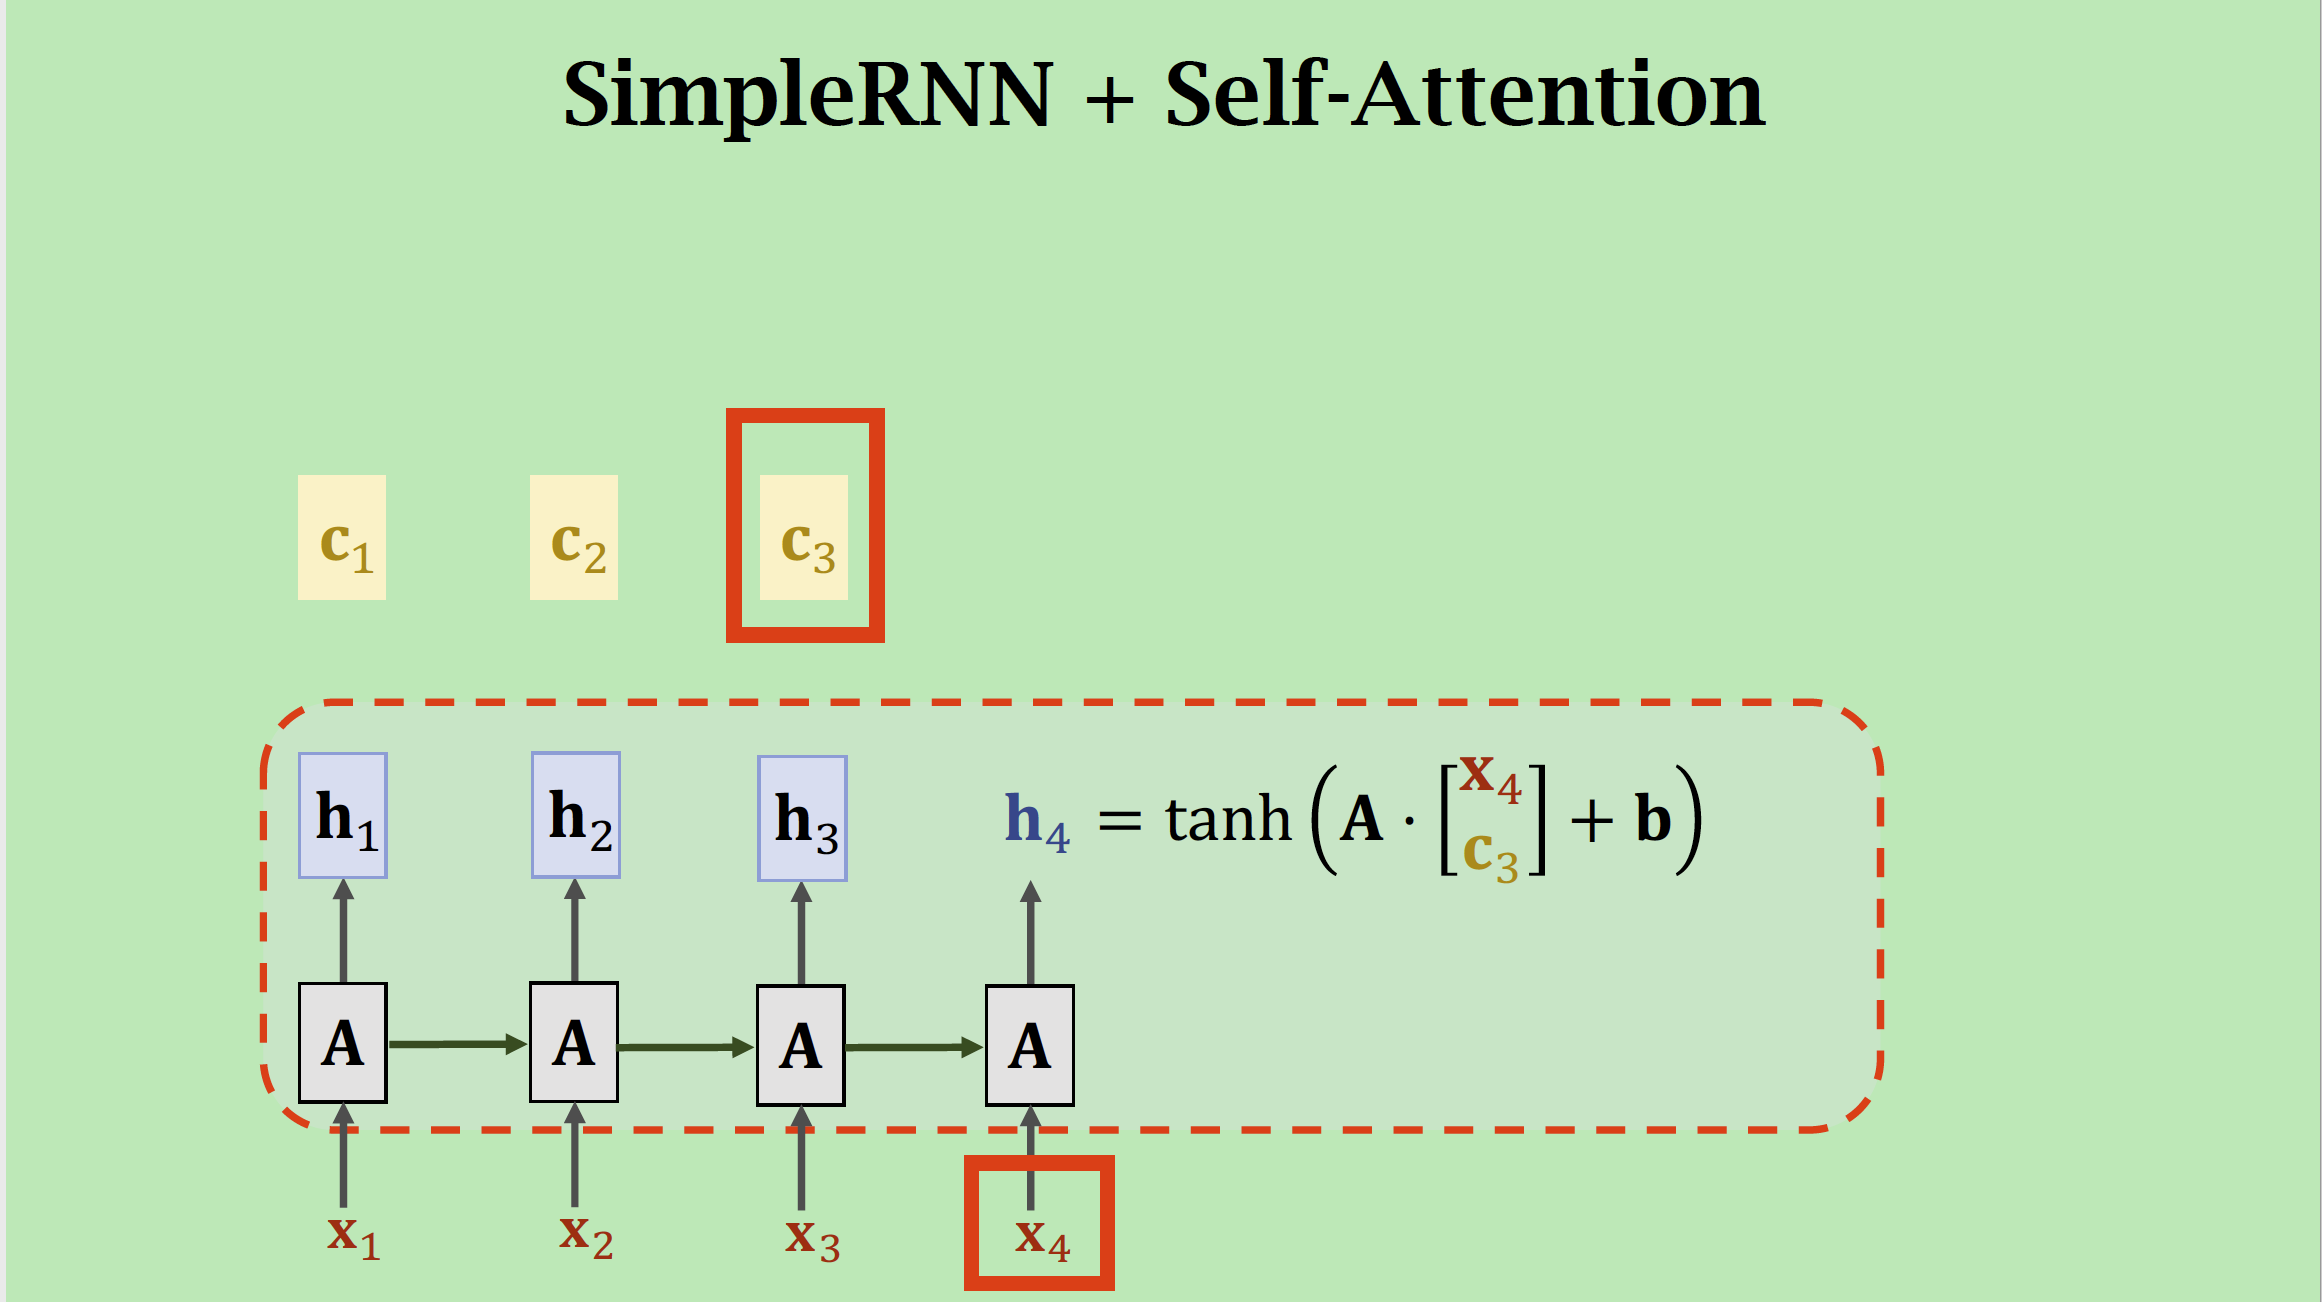 SimpleRNN + Self-Attention
c₁ c₂ c₃
h₁ h₂ h₃ h₄ = tanh (A · [x₄ c₃] + b)
A A A A
x₁ x₂ x₃ x₄